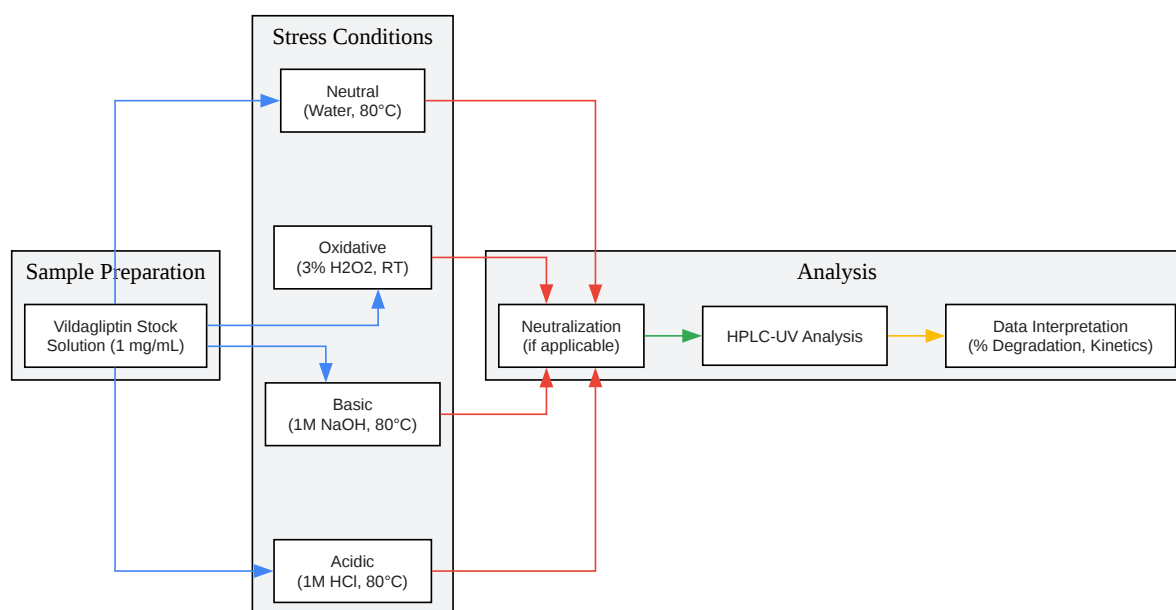 Stress Conditions
Neutral
(Water, 80°C)
Oxidative
(3% H2O2, RT)
Basic
(1M NaOH, 80°C)
Acidic
(1M HCl, 80°C)
Sample Preparation
Vildagliptin Stock
Solution (1 mg/mL)
Analysis
Neutralization
(if applicable)
HPLC-UV Analysis
Data Interpretation
(% Degradation, Kinetics)